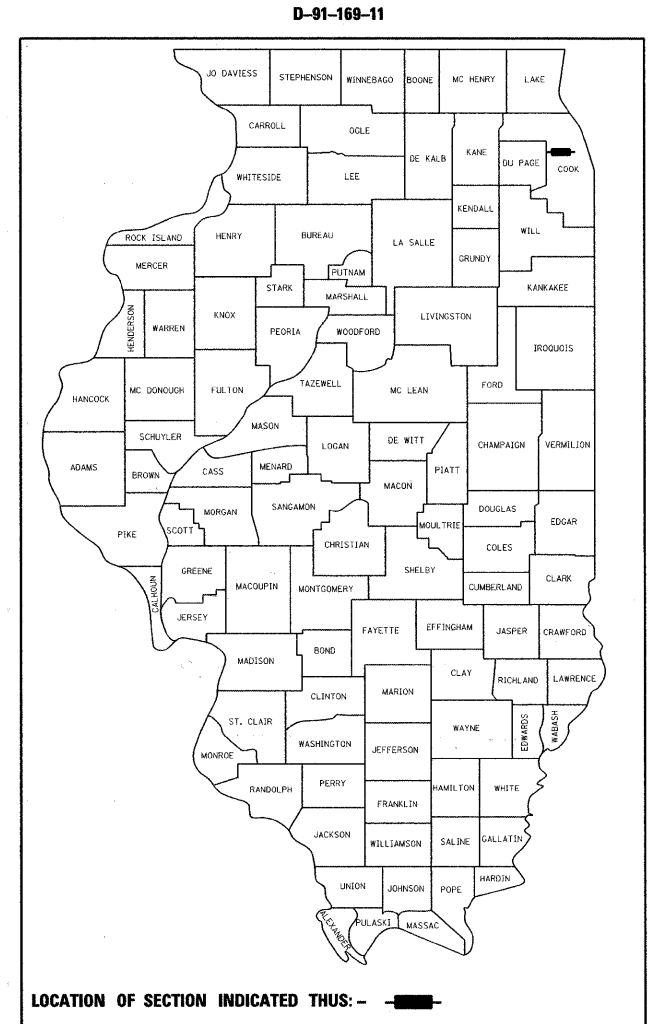 D-91-169-11
JO DAVIESS STEPHENSON WINNEBAGO BOONE MC HENRY LAKE
CARROLL OGLE DE KALB KANE DU PAGE COOK
WHITESIDE LEE
KENDALL
ROCK ISLAND HENRY BUREAU LA SALLE WILL
MERCER PUTNAM GRUNDY
STARK MARSHALL KANKAKEE
HENDERSON WARREN KNOX PEORIA WOODFORD LIVINGSTON
IROQUOIS
HANCOCK MC DONOUGH FULTON TAZEWELL MC LEAN FORD
MASON
SCHUYLER LOGAN DE WITT CHAMPAIGN VERMILION
ADAMS BROWN CASS MENARD PIATT
MACON
MORGAN SANGAMON DOUGLAS
PIKE SCOTT CHRISTIAN MOULTRIE EDGAR
COLES
GREENE SHELBY
CALHOUN MACOUPIN MONTGOMERY CUMBERLAND CLARK
JERSEY
FAYETTE EFFINGHAM JASPER CRAWFORD
MADISON BOND
CLAY RICHLAND LAWRENCE
CLINTON MARION
ST. CLAIR WAYNE EDWARDS WABASH
WASHINGTON JEFFERSON
MONROE
RANDOLPH PERRY HAMILTON WHITE
FRANKLIN
JACKSON WILLIAMSON SALINE GALLATIN
UNION JOHNSON POPE HARDIN
ALEXANDER PULASKI MASSAC
LOCATION OF SECTION INDICATED THUS: -